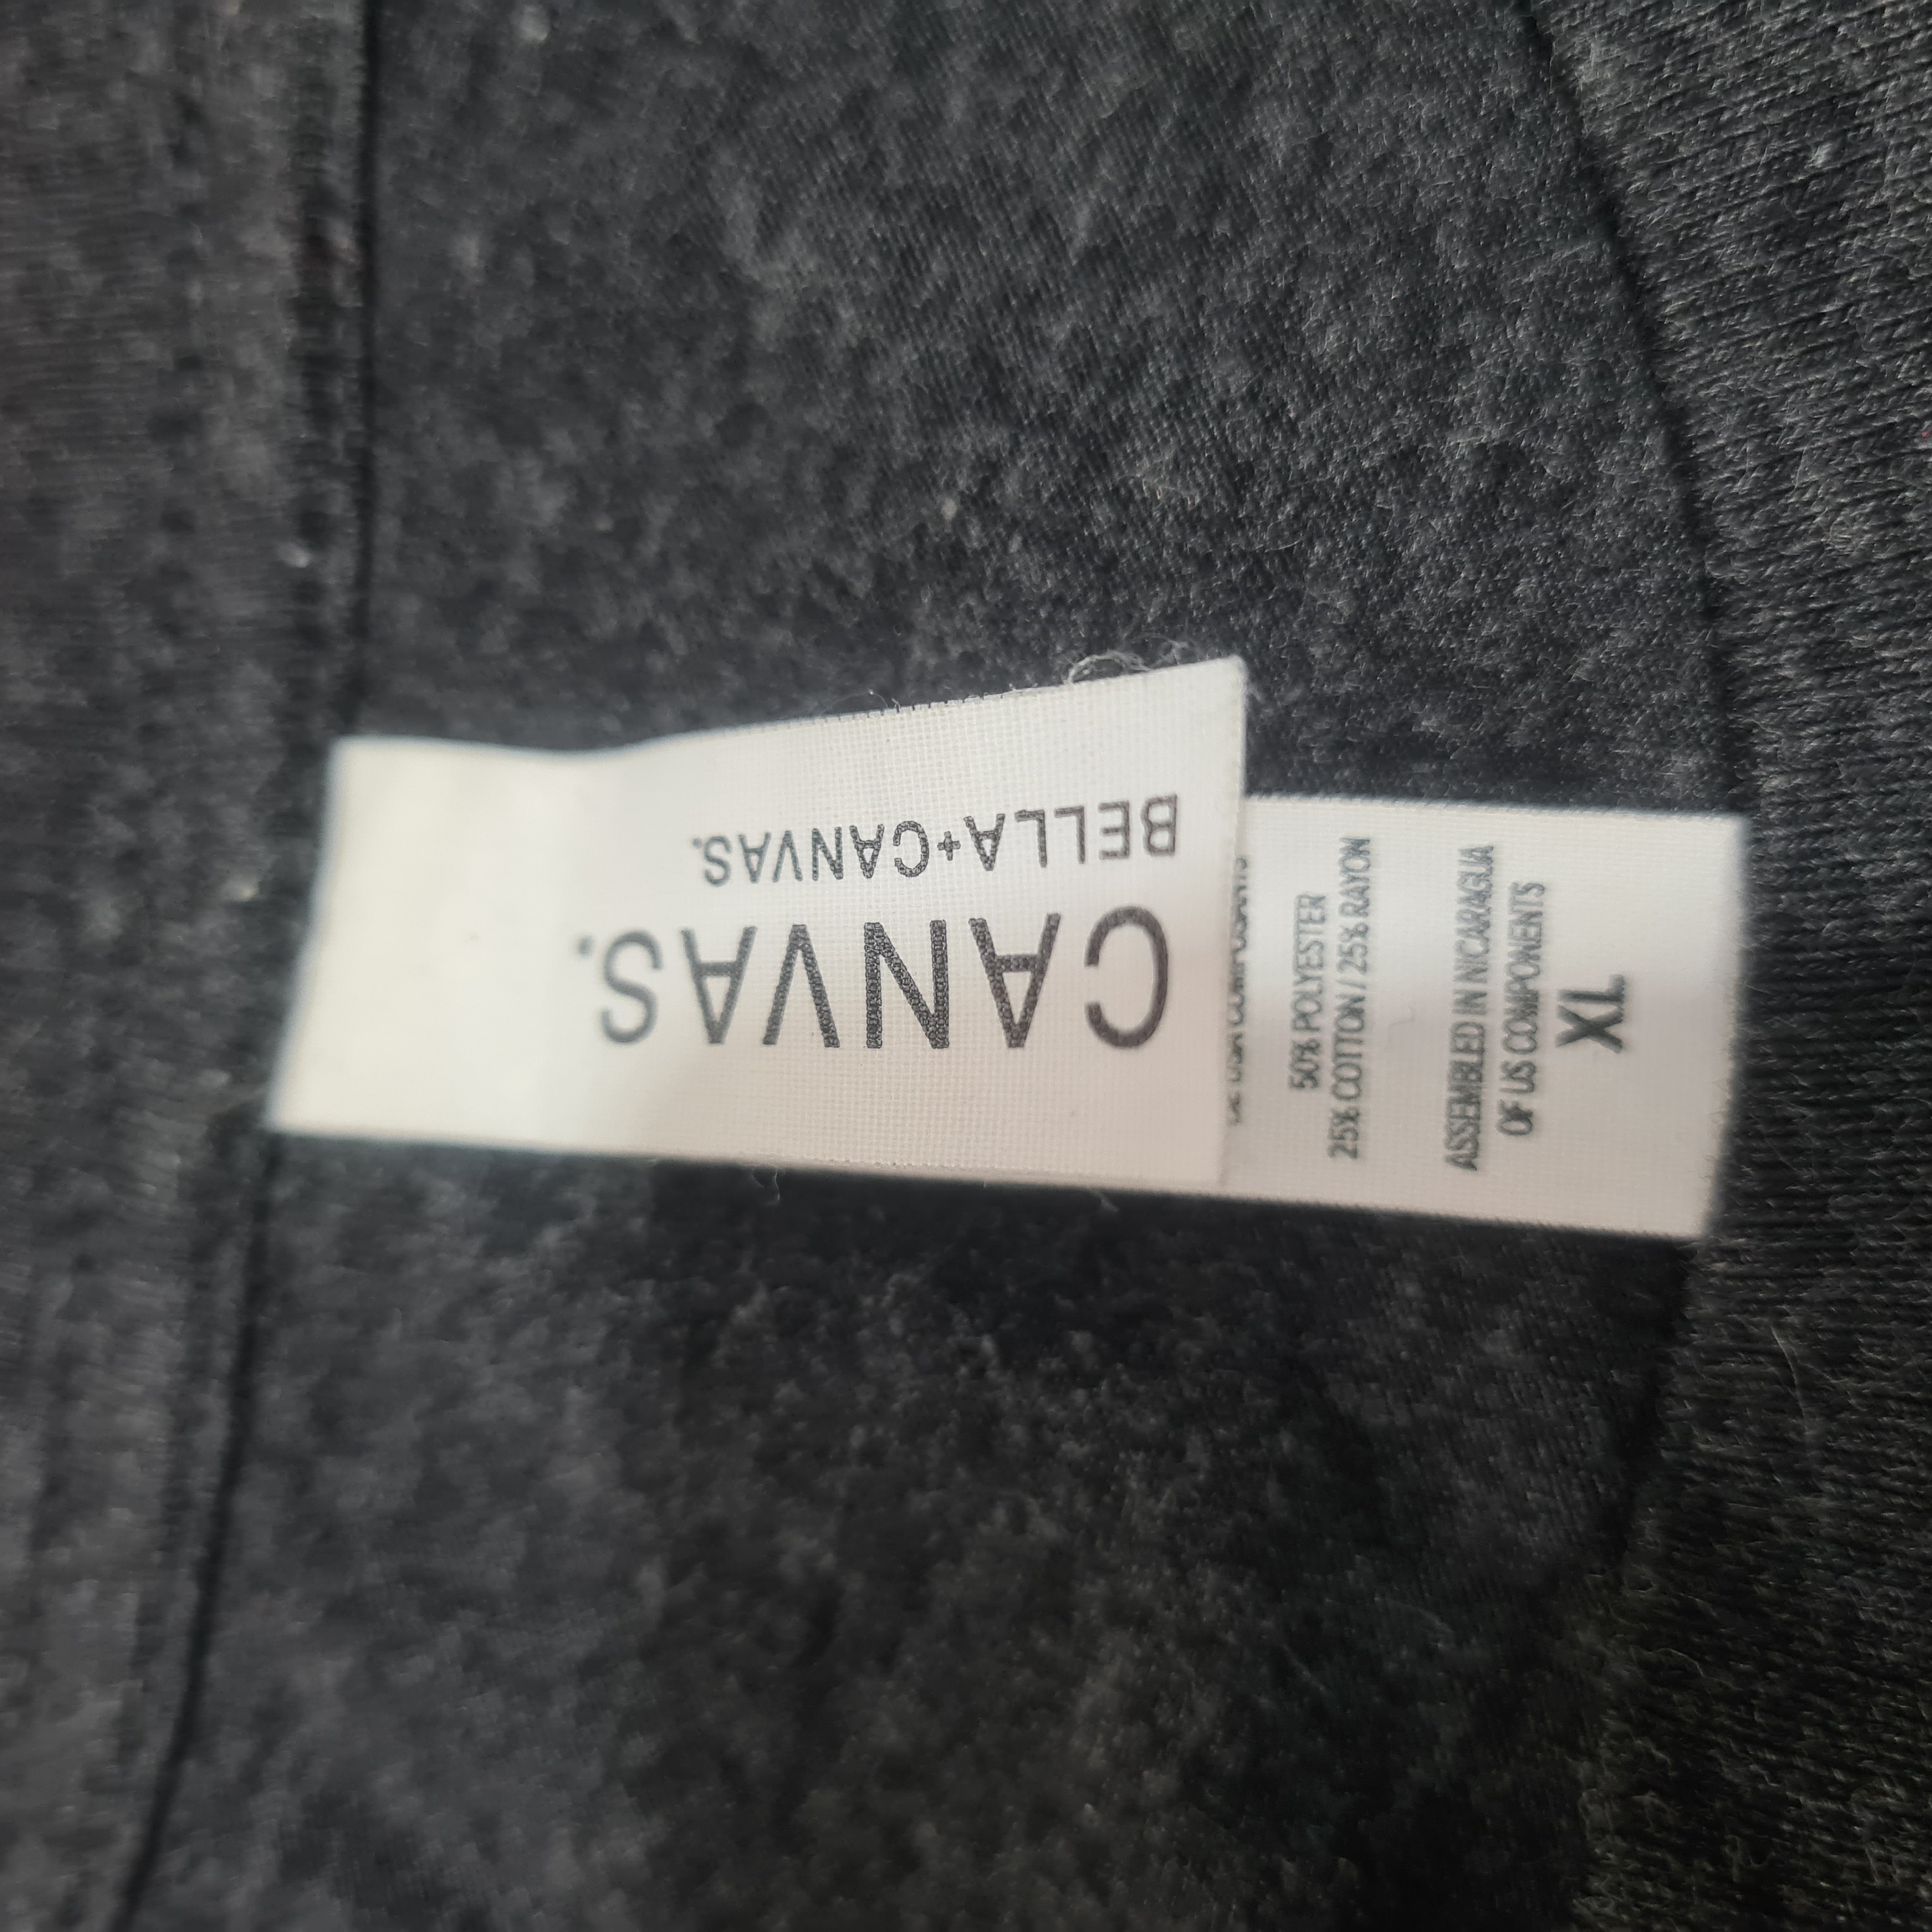 BELLA+CANVAS.
CANVAS.
50% POLYESTER
25% COTTON / 25% RAYON
ASSEMBLED IN NICARAGUA
OF US COMPONENTS
XL